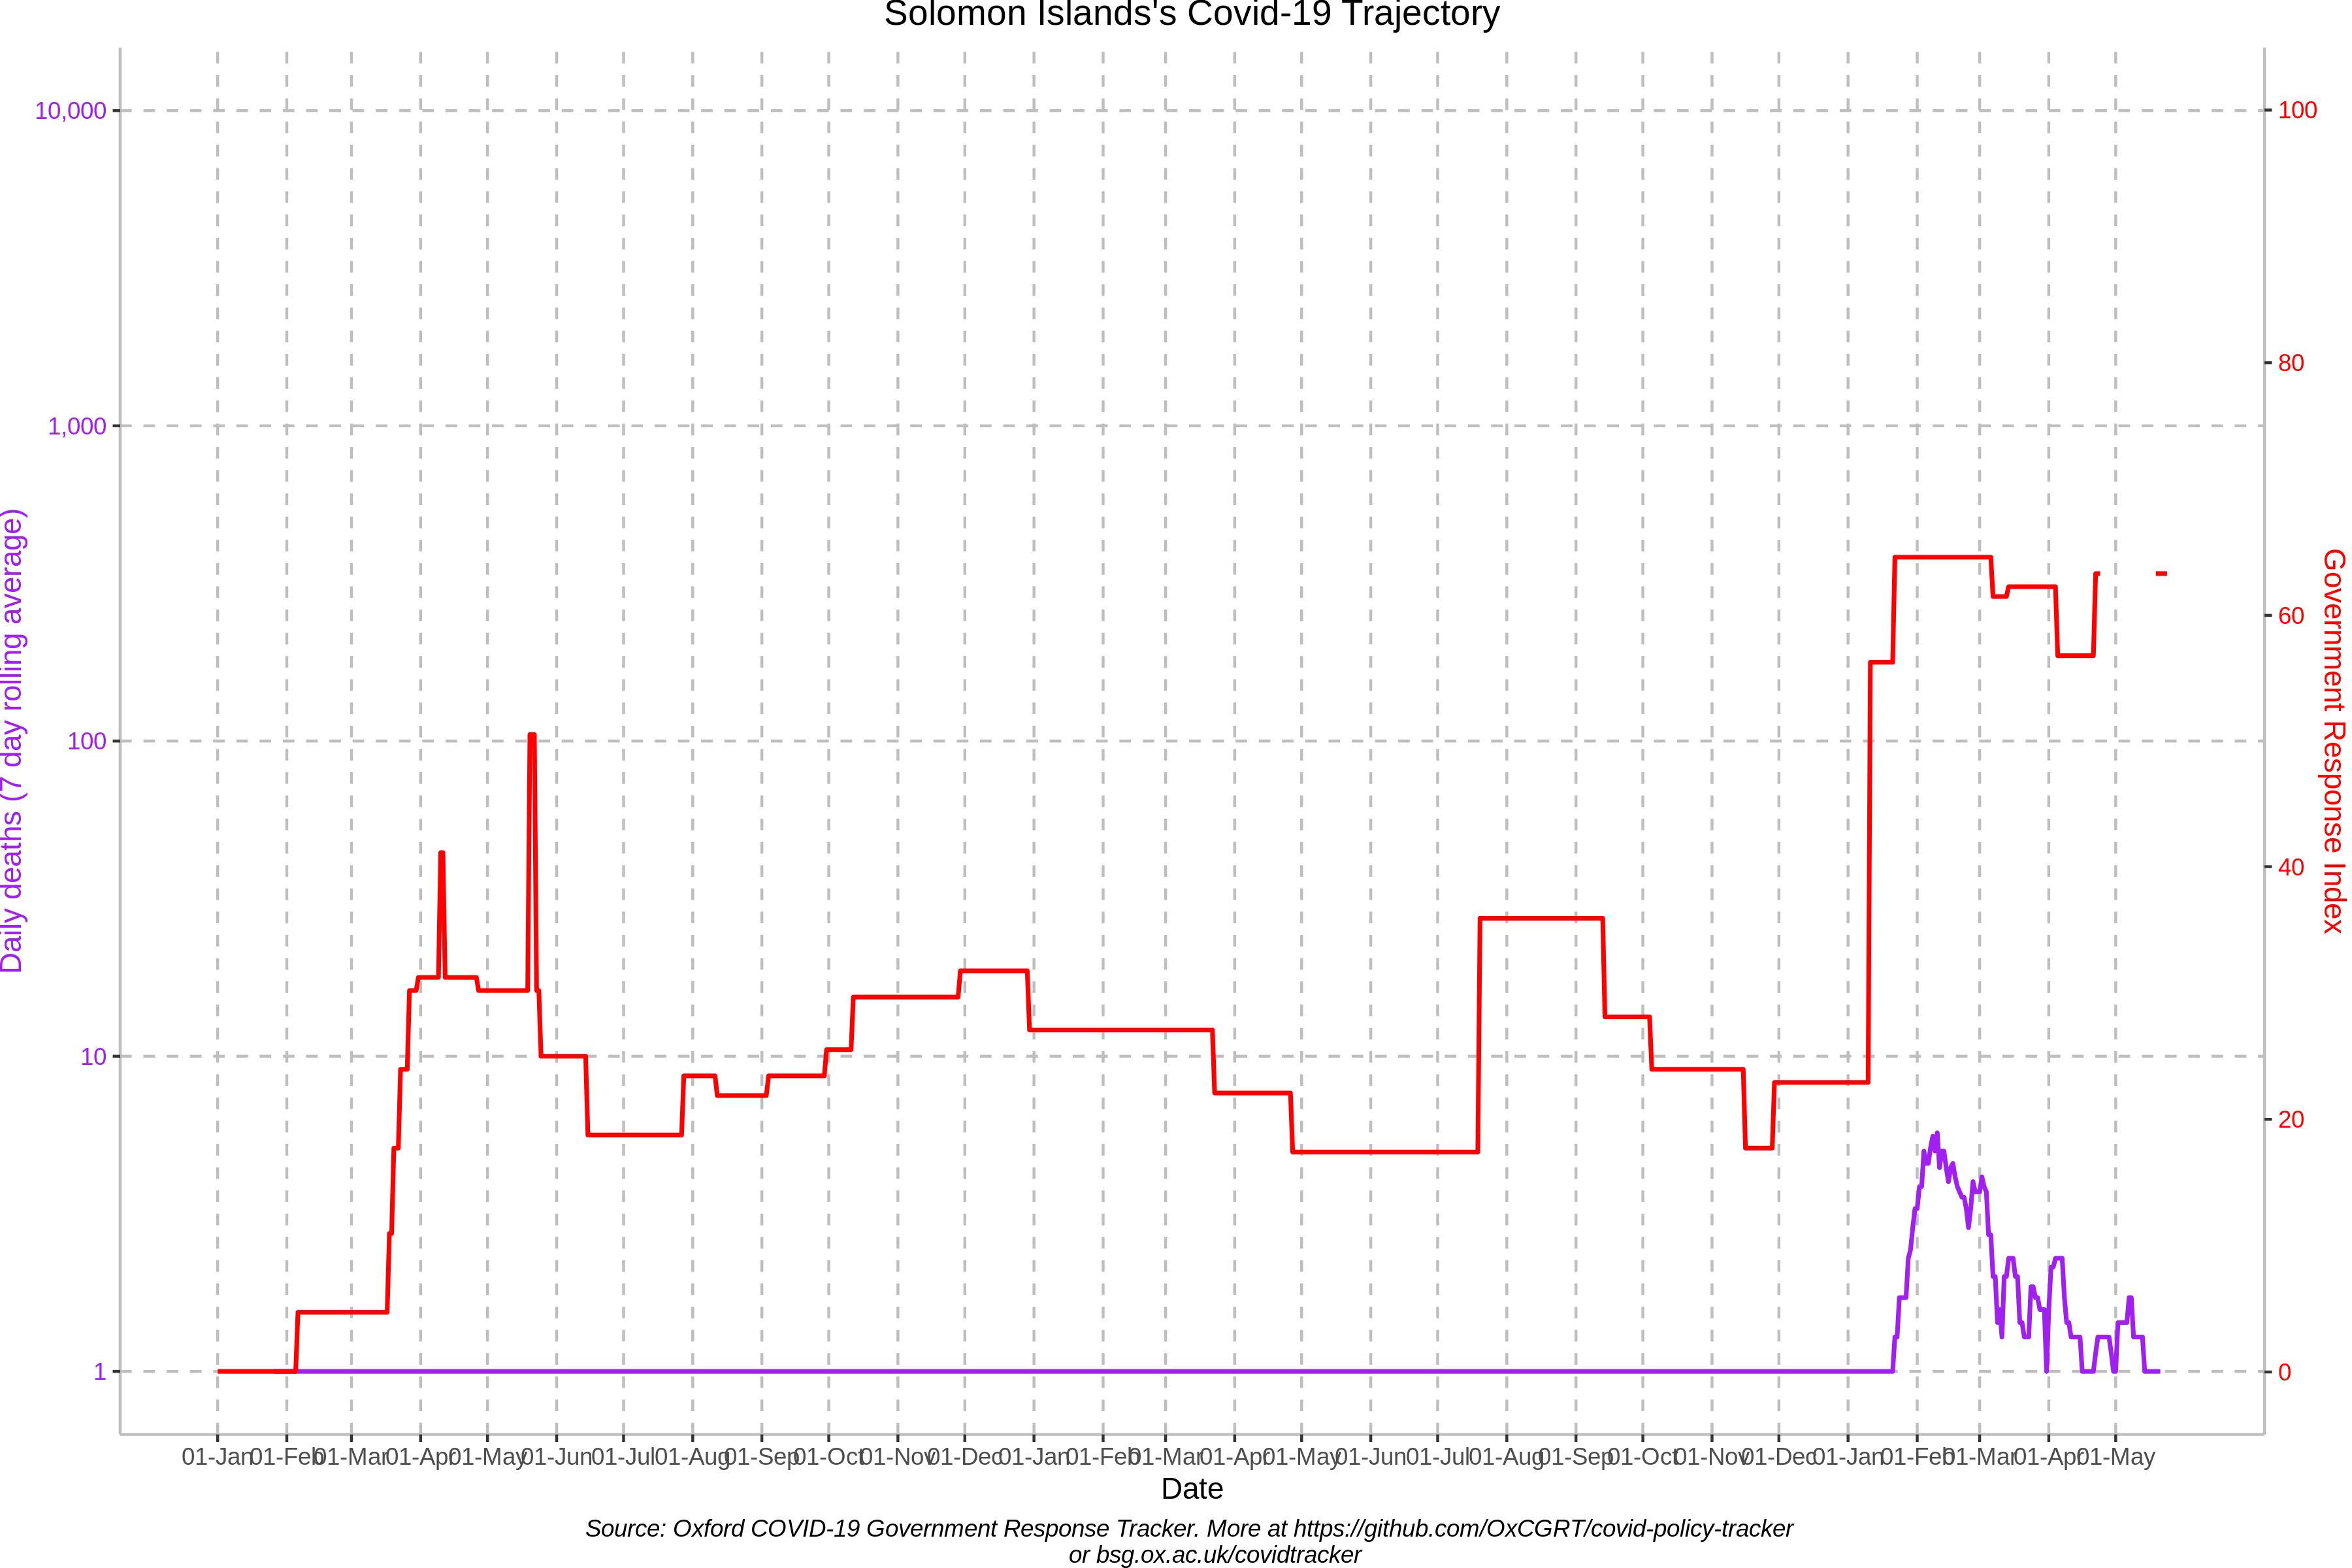 Solomon Islands's Covid-19 Trajectory
10,000
1,000
100
10
1
Daily deaths (7 day rolling average)
100
80
60
40
20
0
Government Response Index
01-Jan 01-Feb 01-Mar 01-Apr 01-May 01-Jun 01-Jul 01-Aug 01-Sep 01-Oct 01-Nov 01-Dec 01-Jan 01-Feb 01-Mar 01-Apr 01-May 01-Jun 01-Jul 01-Aug 01-Sep 01-Oct 01-Nov 01-Dec 01-Jan 01-Feb 01-Mar 01-Apr 01-May
Date
Source: Oxford COVID-19 Government Response Tracker. More at https://github.com/OxCGRT/covid-policy-tracker
or bsg.ox.ac.uk/covidtracker